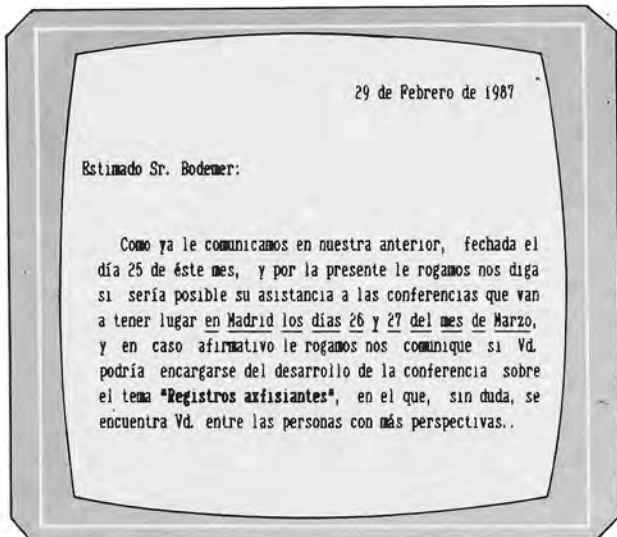 29 de Febrero de 1987
Estimado Sr. Bodemer:
Como ya le comunicamos en nuestra anterior, fechada el
día 25 de éste mes, y por la presente le rogamos nos diga
si sería posible su asistancia a las conferencias que van
a tener lugar en Madrid los días 26 y 27 del mes de Marzo,
y en caso afirmativo le rogamos nos comunique si Vd.
podría encargarse del desarrollo de la conferencia sobre
el tema "Registros axfisiantes", en el que, sin duda, se
encuentra Vd. entre las personas con más perspectivas..